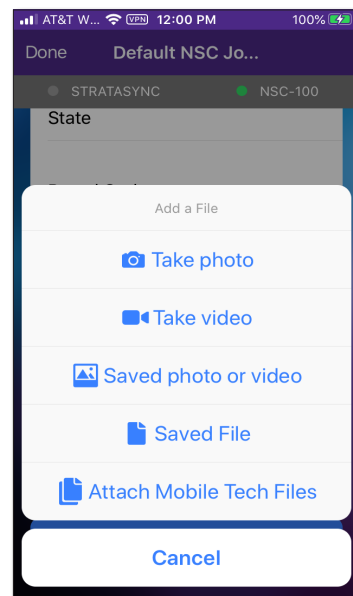 AT&T W... VPN 12:00 PM 100%
Done Default NSC Jo...
STRATASYNC NSC-100
State
Add a File
Take photo
Take video
Saved photo or video
Saved File
Attach Mobile Tech Files
Cancel